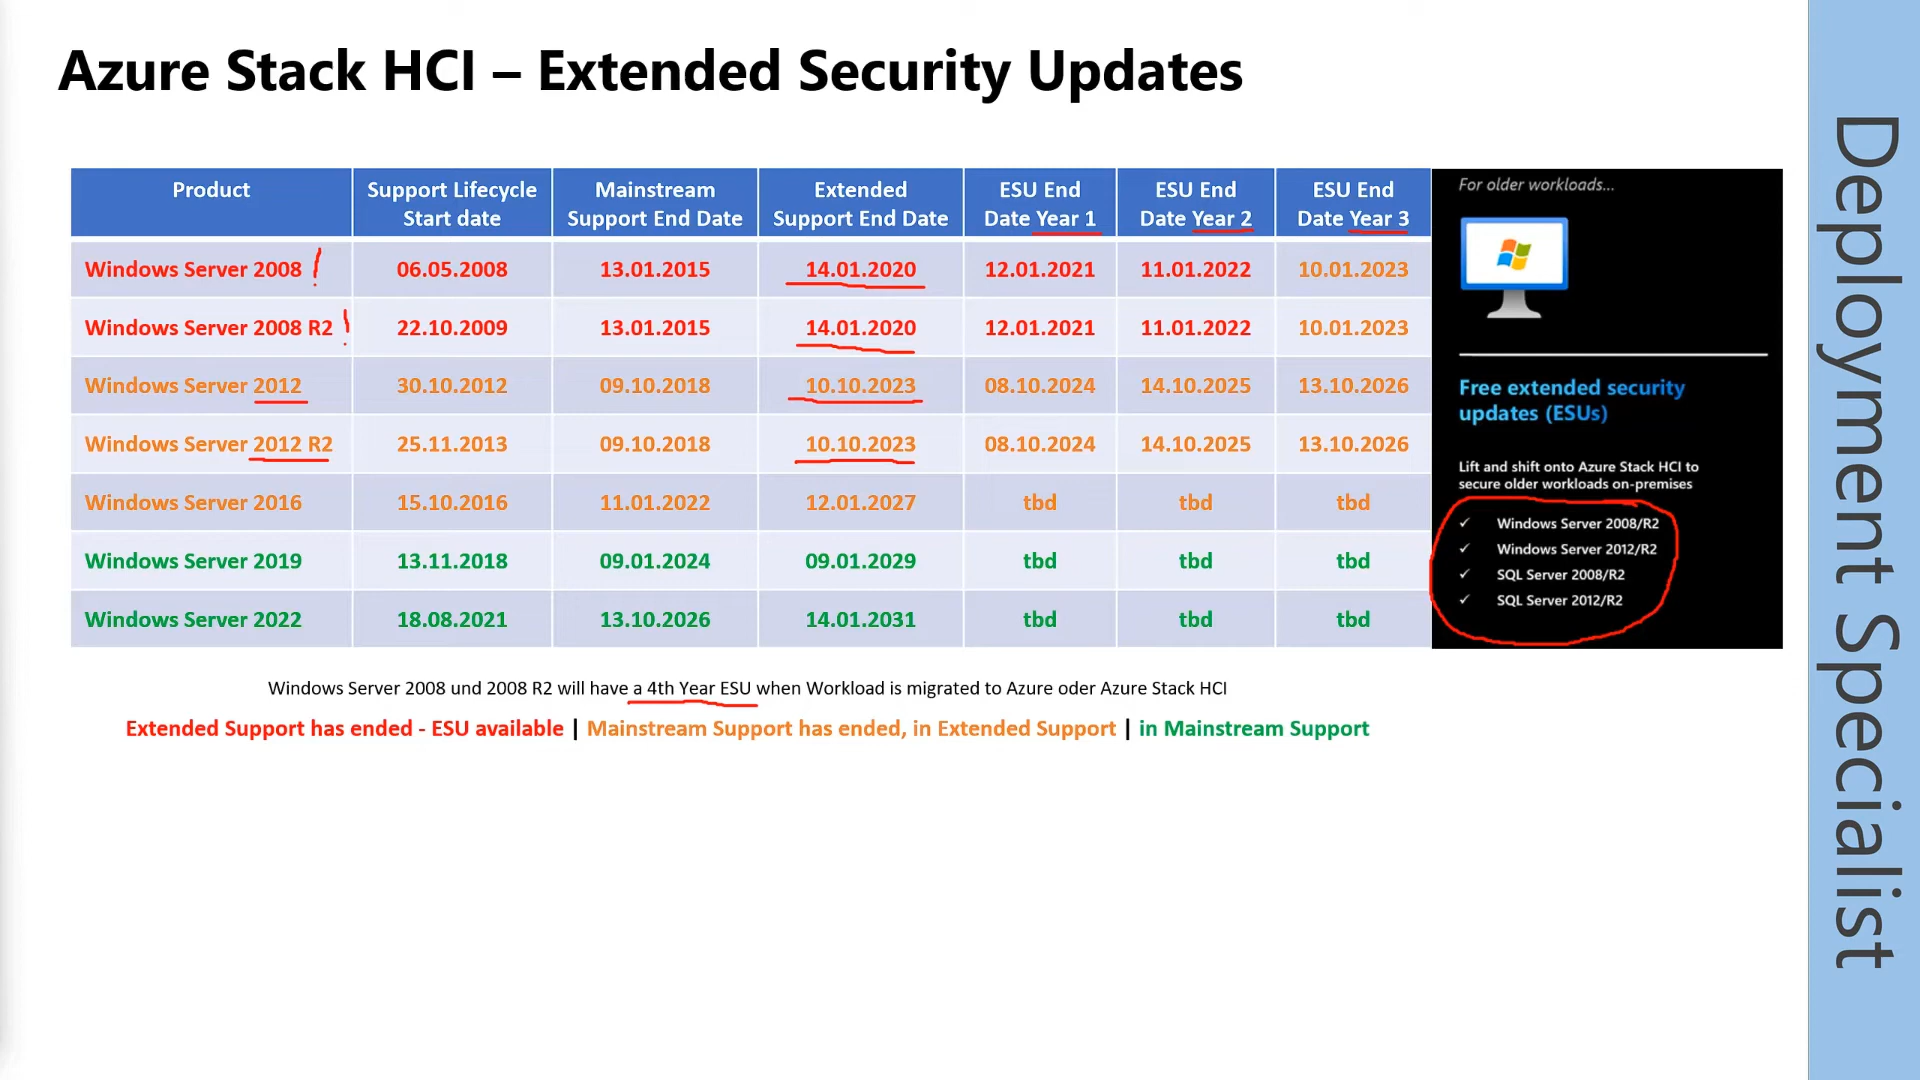 Azure Stack HCI – Extended Security Updates
Product
Support Lifecycle
Start date
Mainstream
Support End Date
Extended
Support End Date
ESU End
Date Year 1
ESU End
Date Year 2
ESU End
Date Year 3
Windows Server 2008 06.05.2008 13.01.2015 14.01.2020 12.01.2021 11.01.2022 10.01.2023
Windows Server 2008 R2 22.10.2009 13.01.2015 14.01.2020 12.01.2021 11.01.2022 10.01.2023
Windows Server 2012 30.10.2012 09.10.2018 10.10.2023 08.10.2024 14.10.2025 13.10.2026
Windows Server 2012 R2 25.11.2013 09.10.2018 10.10.2023 08.10.2024 14.10.2025 13.10.2026
Windows Server 2016 15.10.2016 11.01.2022 12.01.2027 tbd tbd tbd
Windows Server 2019 13.11.2018 09.01.2024 09.01.2029 tbd tbd tbd
Windows Server 2022 18.08.2021 13.10.2026 14.01.2031 tbd tbd tbd
For older workloads...
Free extended security
updates (ESUs)
Lift and shift onto Azure Stack HCI to
secure older workloads on-premises
✓ Windows Server 2008/R2
✓ Windows Server 2012/R2
✓ SQL Server 2008/R2
✓ SQL Server 2012/R2
Windows Server 2008 und 2008 R2 will have a 4th Year ESU when Workload is migrated to Azure oder Azure Stack HCI
Extended Support has ended - ESU available | Mainstream Support has ended, in Extended Support | in Mainstream Support
Deployment Specialist